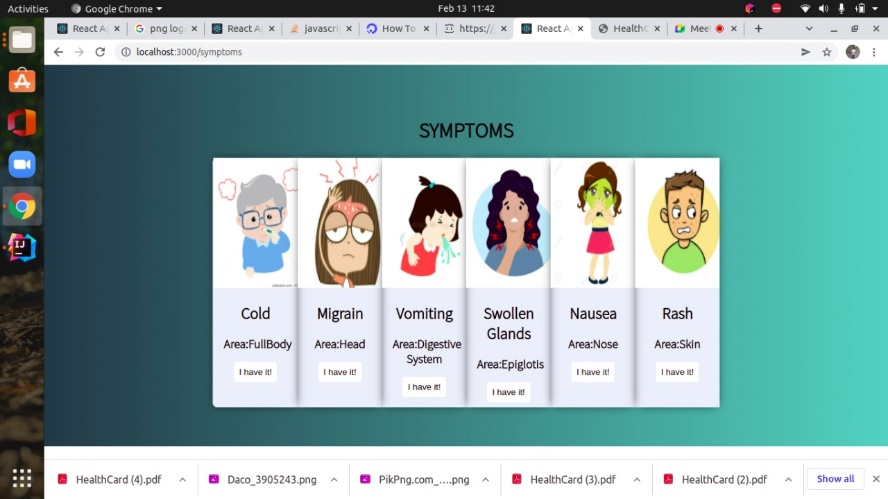 Activities
Google Chrome
Feb 13 11:42
React A
png log
React A
javascri
How To
https://
React A
HealthC
Meet
localhost:3000/symptoms
SYMPTOMS
Cold
Area:FullBody
I have it!
Migrain
Area:Head
I have it!
Vomiting
Area:Digestive
System
I have it!
Swollen
Glands
Area:Epiglotis
I have it!
Nausea
Area:Nose
I have it!
Rash
Area:Skin
I have it!
HealthCard (4).pdf
Daco_3905243.png
PikPng.com_....png
HealthCard (3).pdf
HealthCard (2).pdf
Show all